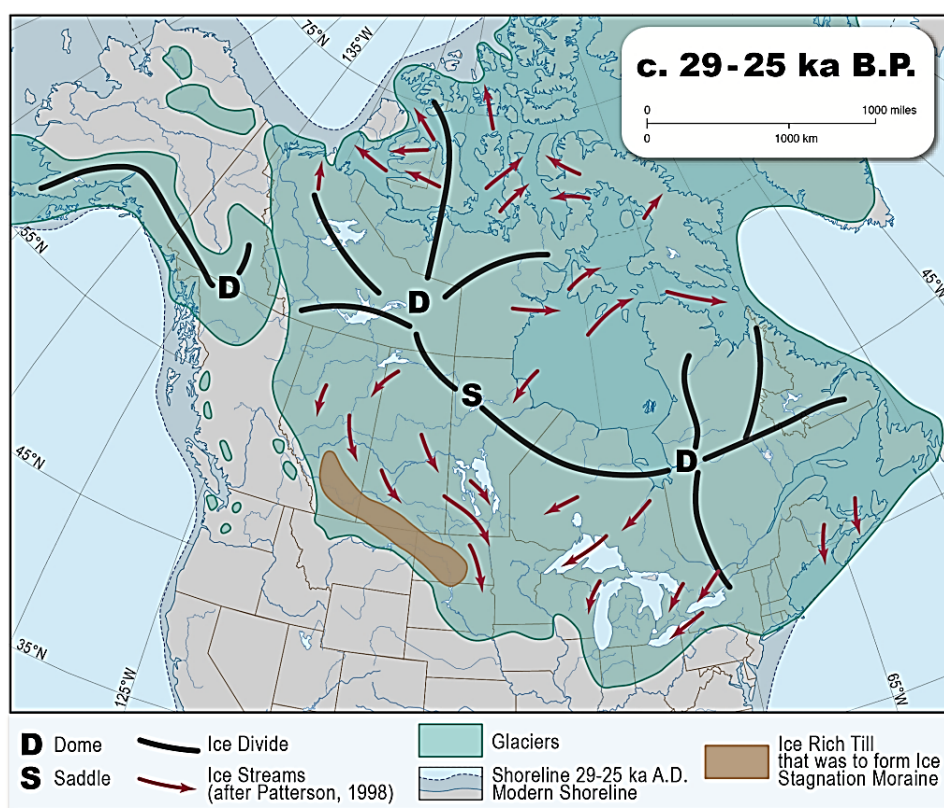 75°N
135°W
c. 29-25 ka B.P.
0
1000 miles
0
1000 km
55°N
D
D
45°N
S
45°N
D
35°N
125°W
65°W
D Dome
Ice Divide
Glaciers
Ice Rich Till
that was to form Ice
Stagnation Moraine
S Saddle
Ice Streams
(after Patterson, 1998)
Shoreline 29-25 ka A.D.
Modern Shoreline